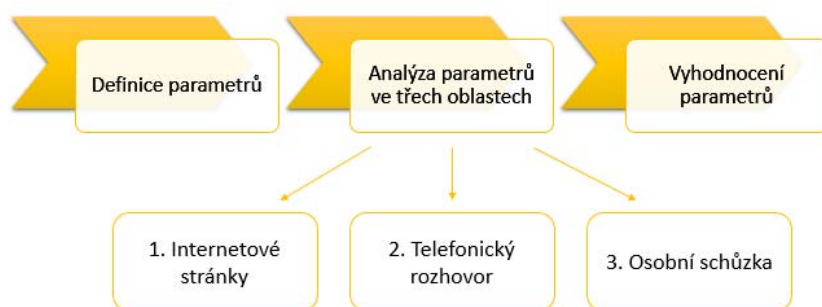 Definice parametrů
Analýza parametrů
ve třech oblastech
Vyhodnocení
parametrů
1. Internetové
stránky
2. Telefonický
rozhovor
3. Osobní schůzka